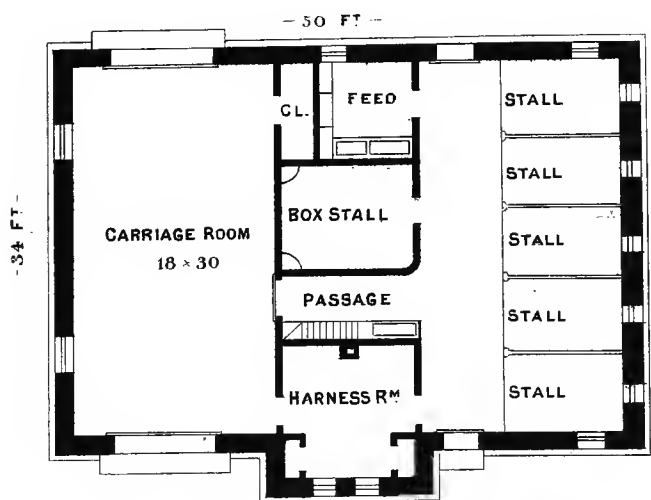 - 50 FT -
CL.
FEED
STALL
STALL
BOX STALL
- 34 FT -
CARRIAGE ROOM
18 × 30
STALL
PASSAGE
STALL
HARNESS RM
STALL